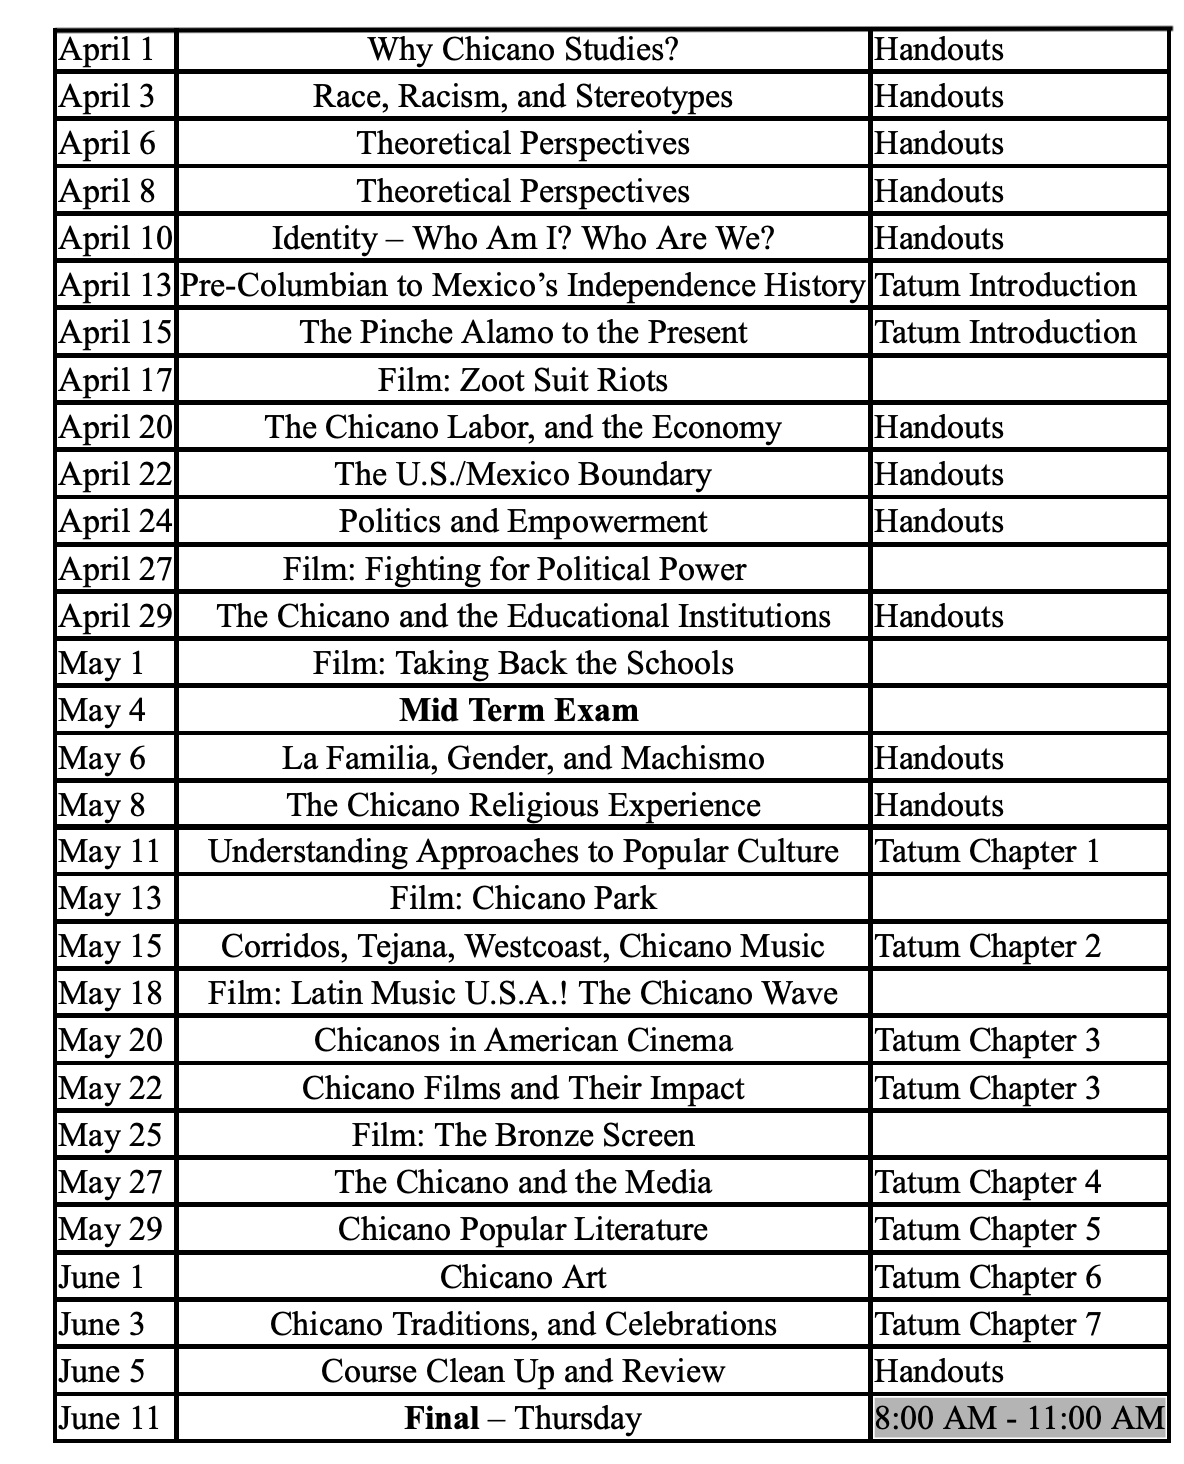 April 1 Why Chicano Studies? Handouts
April 3 Race, Racism, and Stereotypes Handouts
April 6 Theoretical Perspectives Handouts
April 8 Theoretical Perspectives Handouts
April 10 Identity – Who Am I? Who Are We? Handouts
April 13 Pre-Columbian to Mexico’s Independence History Tatum Introduction
April 15 The Pinche Alamo to the Present Tatum Introduction
April 17 Film: Zoot Suit Riots
April 20 The Chicano Labor, and the Economy Handouts
April 22 The U.S./Mexico Boundary Handouts
April 24 Politics and Empowerment Handouts
April 27 Film: Fighting for Political Power
April 29 The Chicano and the Educational Institutions Handouts
May 1 Film: Taking Back the Schools
May 4 Mid Term Exam
May 6 La Familia, Gender, and Machismo Handouts
May 8 The Chicano Religious Experience Handouts
May 11 Understanding Approaches to Popular Culture Tatum Chapter 1
May 13 Film: Chicano Park
May 15 Corridos, Tejana, Westcoast, Chicano Music Tatum Chapter 2
May 18 Film: Latin Music U.S.A.! The Chicano Wave
May 20 Chicanos in American Cinema Tatum Chapter 3
May 22 Chicano Films and Their Impact Tatum Chapter 3
May 25 Film: The Bronze Screen
May 27 The Chicano and the Media Tatum Chapter 4
May 29 Chicano Popular Literature Tatum Chapter 5
June 1 Chicano Art Tatum Chapter 6
June 3 Chicano Traditions, and Celebrations Tatum Chapter 7
June 5 Course Clean Up and Review Handouts
June 11 Final – Thursday 8:00 AM - 11:00 AM